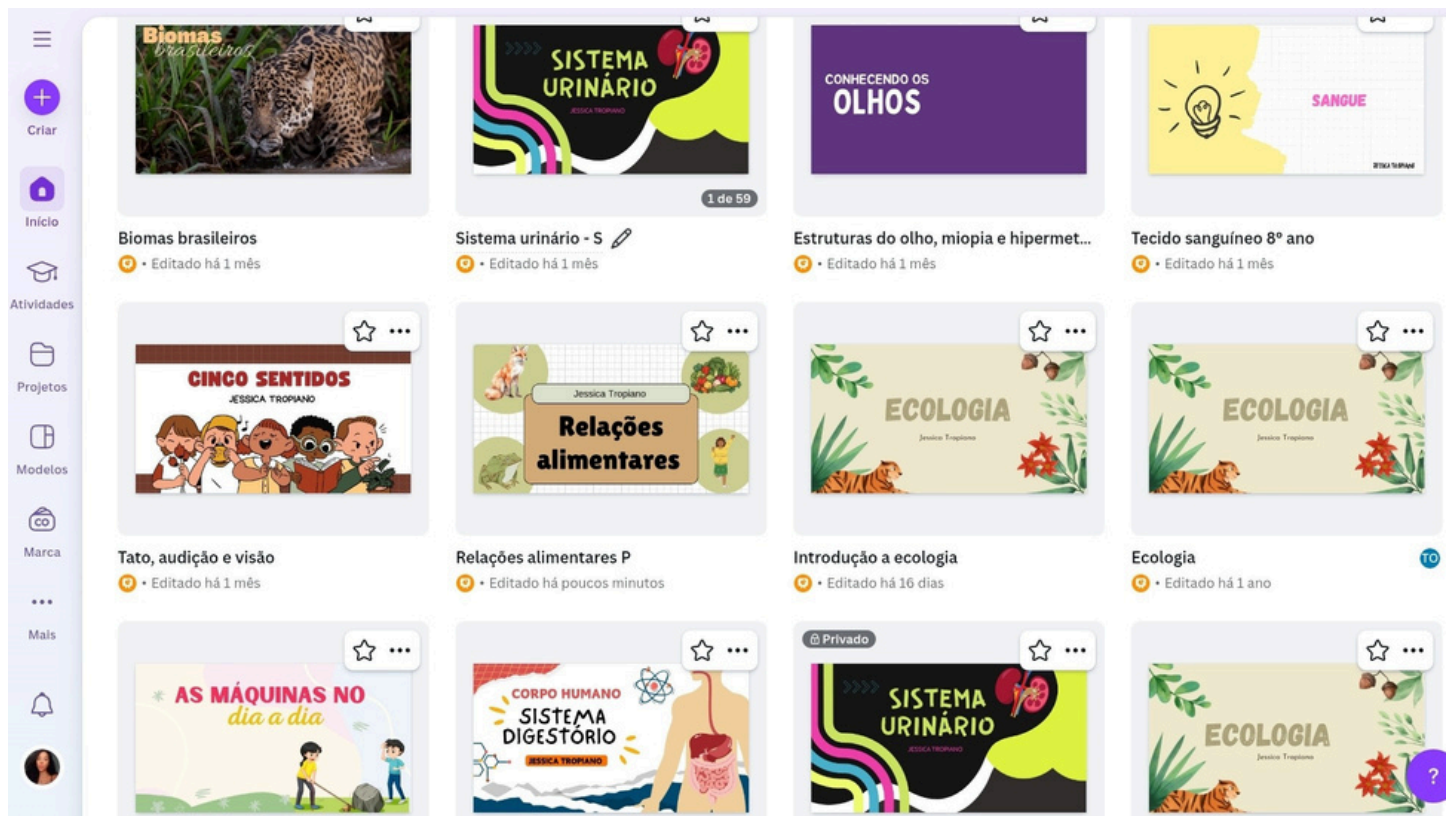 Criar
Início
Atividades
Projetos
Modelos
Marca
Mais
Biomas
brasileiros
SISTEMA
URINÁRIO
JESSICA TROPIANO
1 de 59
CONHECENDO OS
OLHOS
SANGUE
JESSICA TROPIANO
Biomas brasileiros
Sistema urinário - S
Estruturas do olho, miopia e hipermet...
Tecido sanguíneo 8º ano
• Editado há 1 mês
• Editado há 1 mês
• Editado há 1 mês
• Editado há 1 mês
CINCO SENTIDOS
JESSICA TROPIANO
Jessica Tropiano
Relações
alimentares
ECOLOGIA
Jessica Tropiano
ECOLOGIA
Jessica Tropiano
Tato, audição e visão
Relações alimentares P
Introdução a ecologia
Ecologia
TO
• Editado há 1 mês
• Editado há poucos minutos
• Editado há 16 dias
• Editado há 1 ano
AS MÁQUINAS NO
dia a dia
CORPO HUMANO
SISTEMA
DIGESTÓRIO
JESSICA TROPIANO
Privado
SISTEMA
URINÁRIO
JESSICA TROPIANO
ECOLOGIA
Jessica Tropiano
?